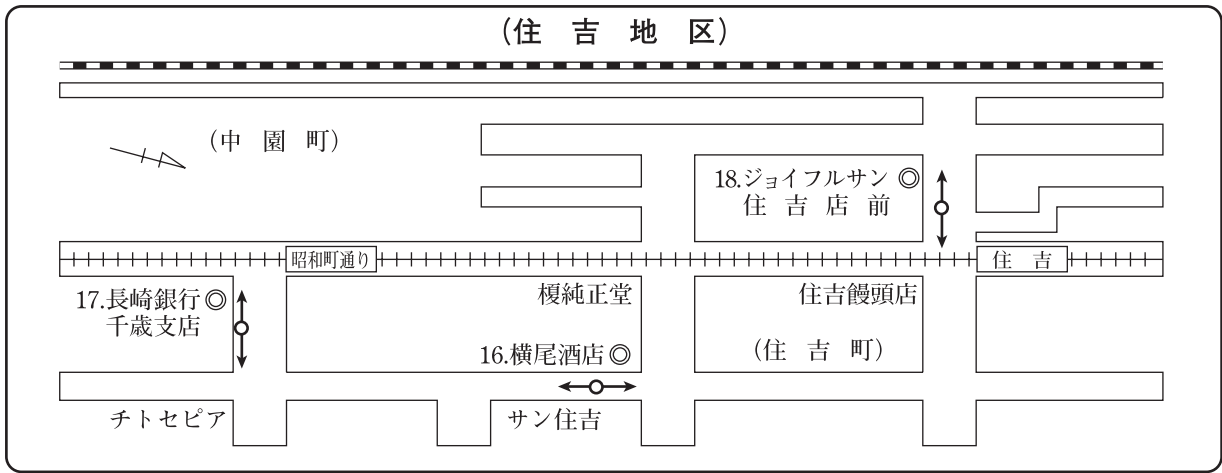 (住吉地区)
(中園町)
18.ジョイフルサン◎
住吉店前
昭和町通り
住吉
17.長崎銀行◎
千歳支店
榎純正堂
住吉饅頭店
16.横尾酒店◎
(住吉町)
チトセピア
サン住吉